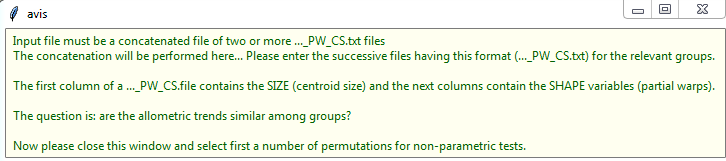 avis
Input file must be a concatenated file of two or more ..._PW_CS.txt files
The concatenation will be performed here... Please enter the successive files having this format (..._PW_CS.txt) for the relevant groups.
The first column of a ..._PW_CS.file contains the SIZE (centroid size) and the next columns contain the SHAPE variables (partial warps).
The question is: are the allometric trends similar among groups?
Now please close this window and select first a number of permutations for non-parametric tests.